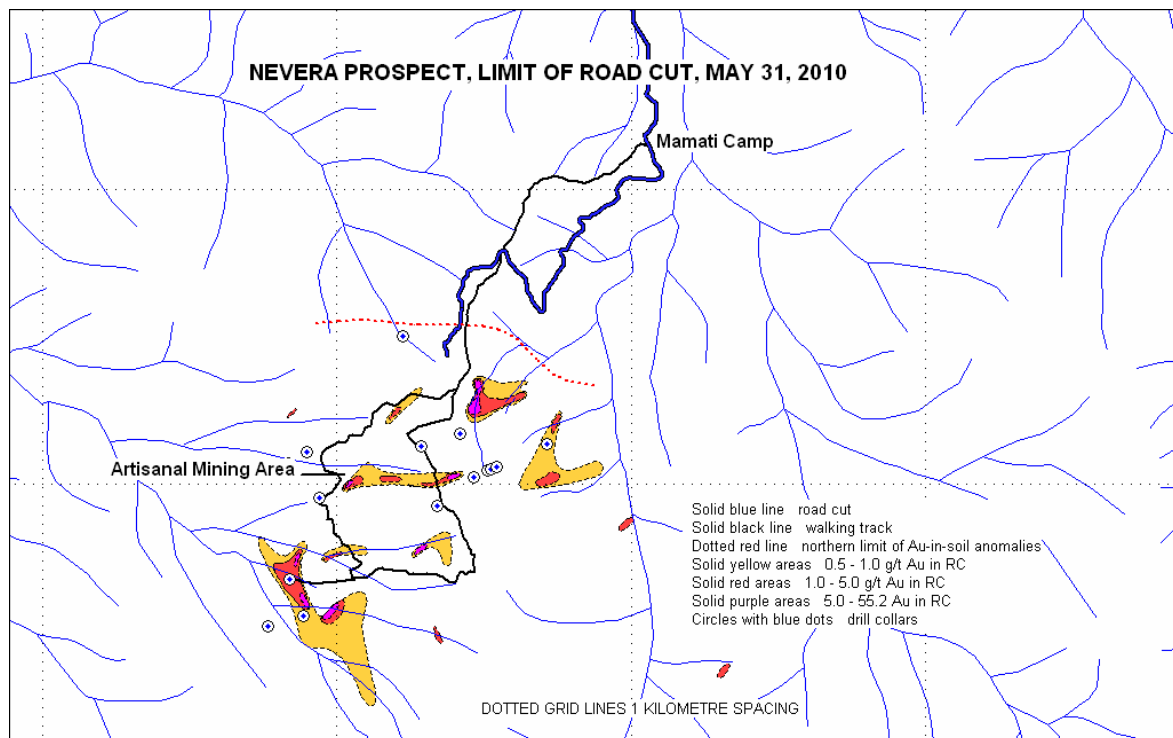 NEVERA PROSPECT, LIMIT OF ROAD CUT, MAY 31, 2010
Mamati Camp
Artisanal Mining Area
Solid blue line road cut
Solid black line walking track
Dotted red line northern limit of Au-in-soil anomalies
Solid yellow areas 0.5 - 1.0 g/t Au in RC
Solid red areas 1.0 - 5.0 g/t Au in RC
Solid purple areas 5.0 - 55.2 Au in RC
Circles with blue dots drill collars
DOTTED GRID LINES 1 KILOMETRE SPACING